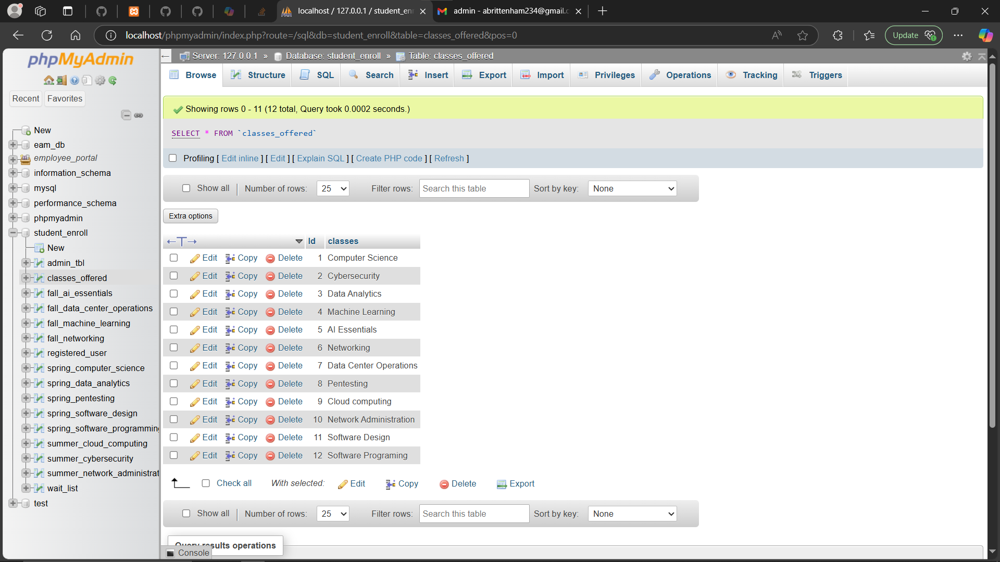 localhost / 127.0.0.1 / student_enr
admin - abrittenham234@gmail.c
localhost/phpmyadmin/index.php?route=/sql&db=student_enroll&table=classes_offered&pos=0
Update
phpMyAdmin
Recent Favorites
New
eam_db
employee_portal
information_schema
mysql
performance_schema
phpmyadmin
student_enroll
New
admin_tbl
classes_offered
fall_ai_essentials
fall_data_center_operations
fall_machine_learning
fall_networking
registered_user
spring_computer_science
spring_data_analytics
spring_pentesting
spring_software_design
spring_software_programming
summer_cloud_computing
summer_cybersecurity
summer_network_administrat
wait_list
test
Server: 127.0.0.1 » Database: student_enroll » Table: classes_offered
Browse Structure SQL Search Insert Export Import Privileges Operations Tracking Triggers
Showing rows 0 - 11 (12 total, Query took 0.0002 seconds.)
SELECT * FROM `classes_offered`
Profiling [ Edit inline ] [ Edit ] [ Explain SQL ] [ Create PHP code ] [ Refresh ]
Show all Number of rows: 25 Filter rows: Search this table Sort by key: None
Extra options
Id classes
Edit Copy Delete 1 Computer Science
Edit Copy Delete 2 Cybersecurity
Edit Copy Delete 3 Data Analytics
Edit Copy Delete 4 Machine Learning
Edit Copy Delete 5 AI Essentials
Edit Copy Delete 6 Networking
Edit Copy Delete 7 Data Center Operations
Edit Copy Delete 8 Pentesting
Edit Copy Delete 9 Cloud computing
Edit Copy Delete 10 Network Administration
Edit Copy Delete 11 Software Design
Edit Copy Delete 12 Software Programing
Check all With selected: Edit Copy Delete Export
Show all Number of rows: 25 Filter rows: Search this table Sort by key: None
Query results operations
Console